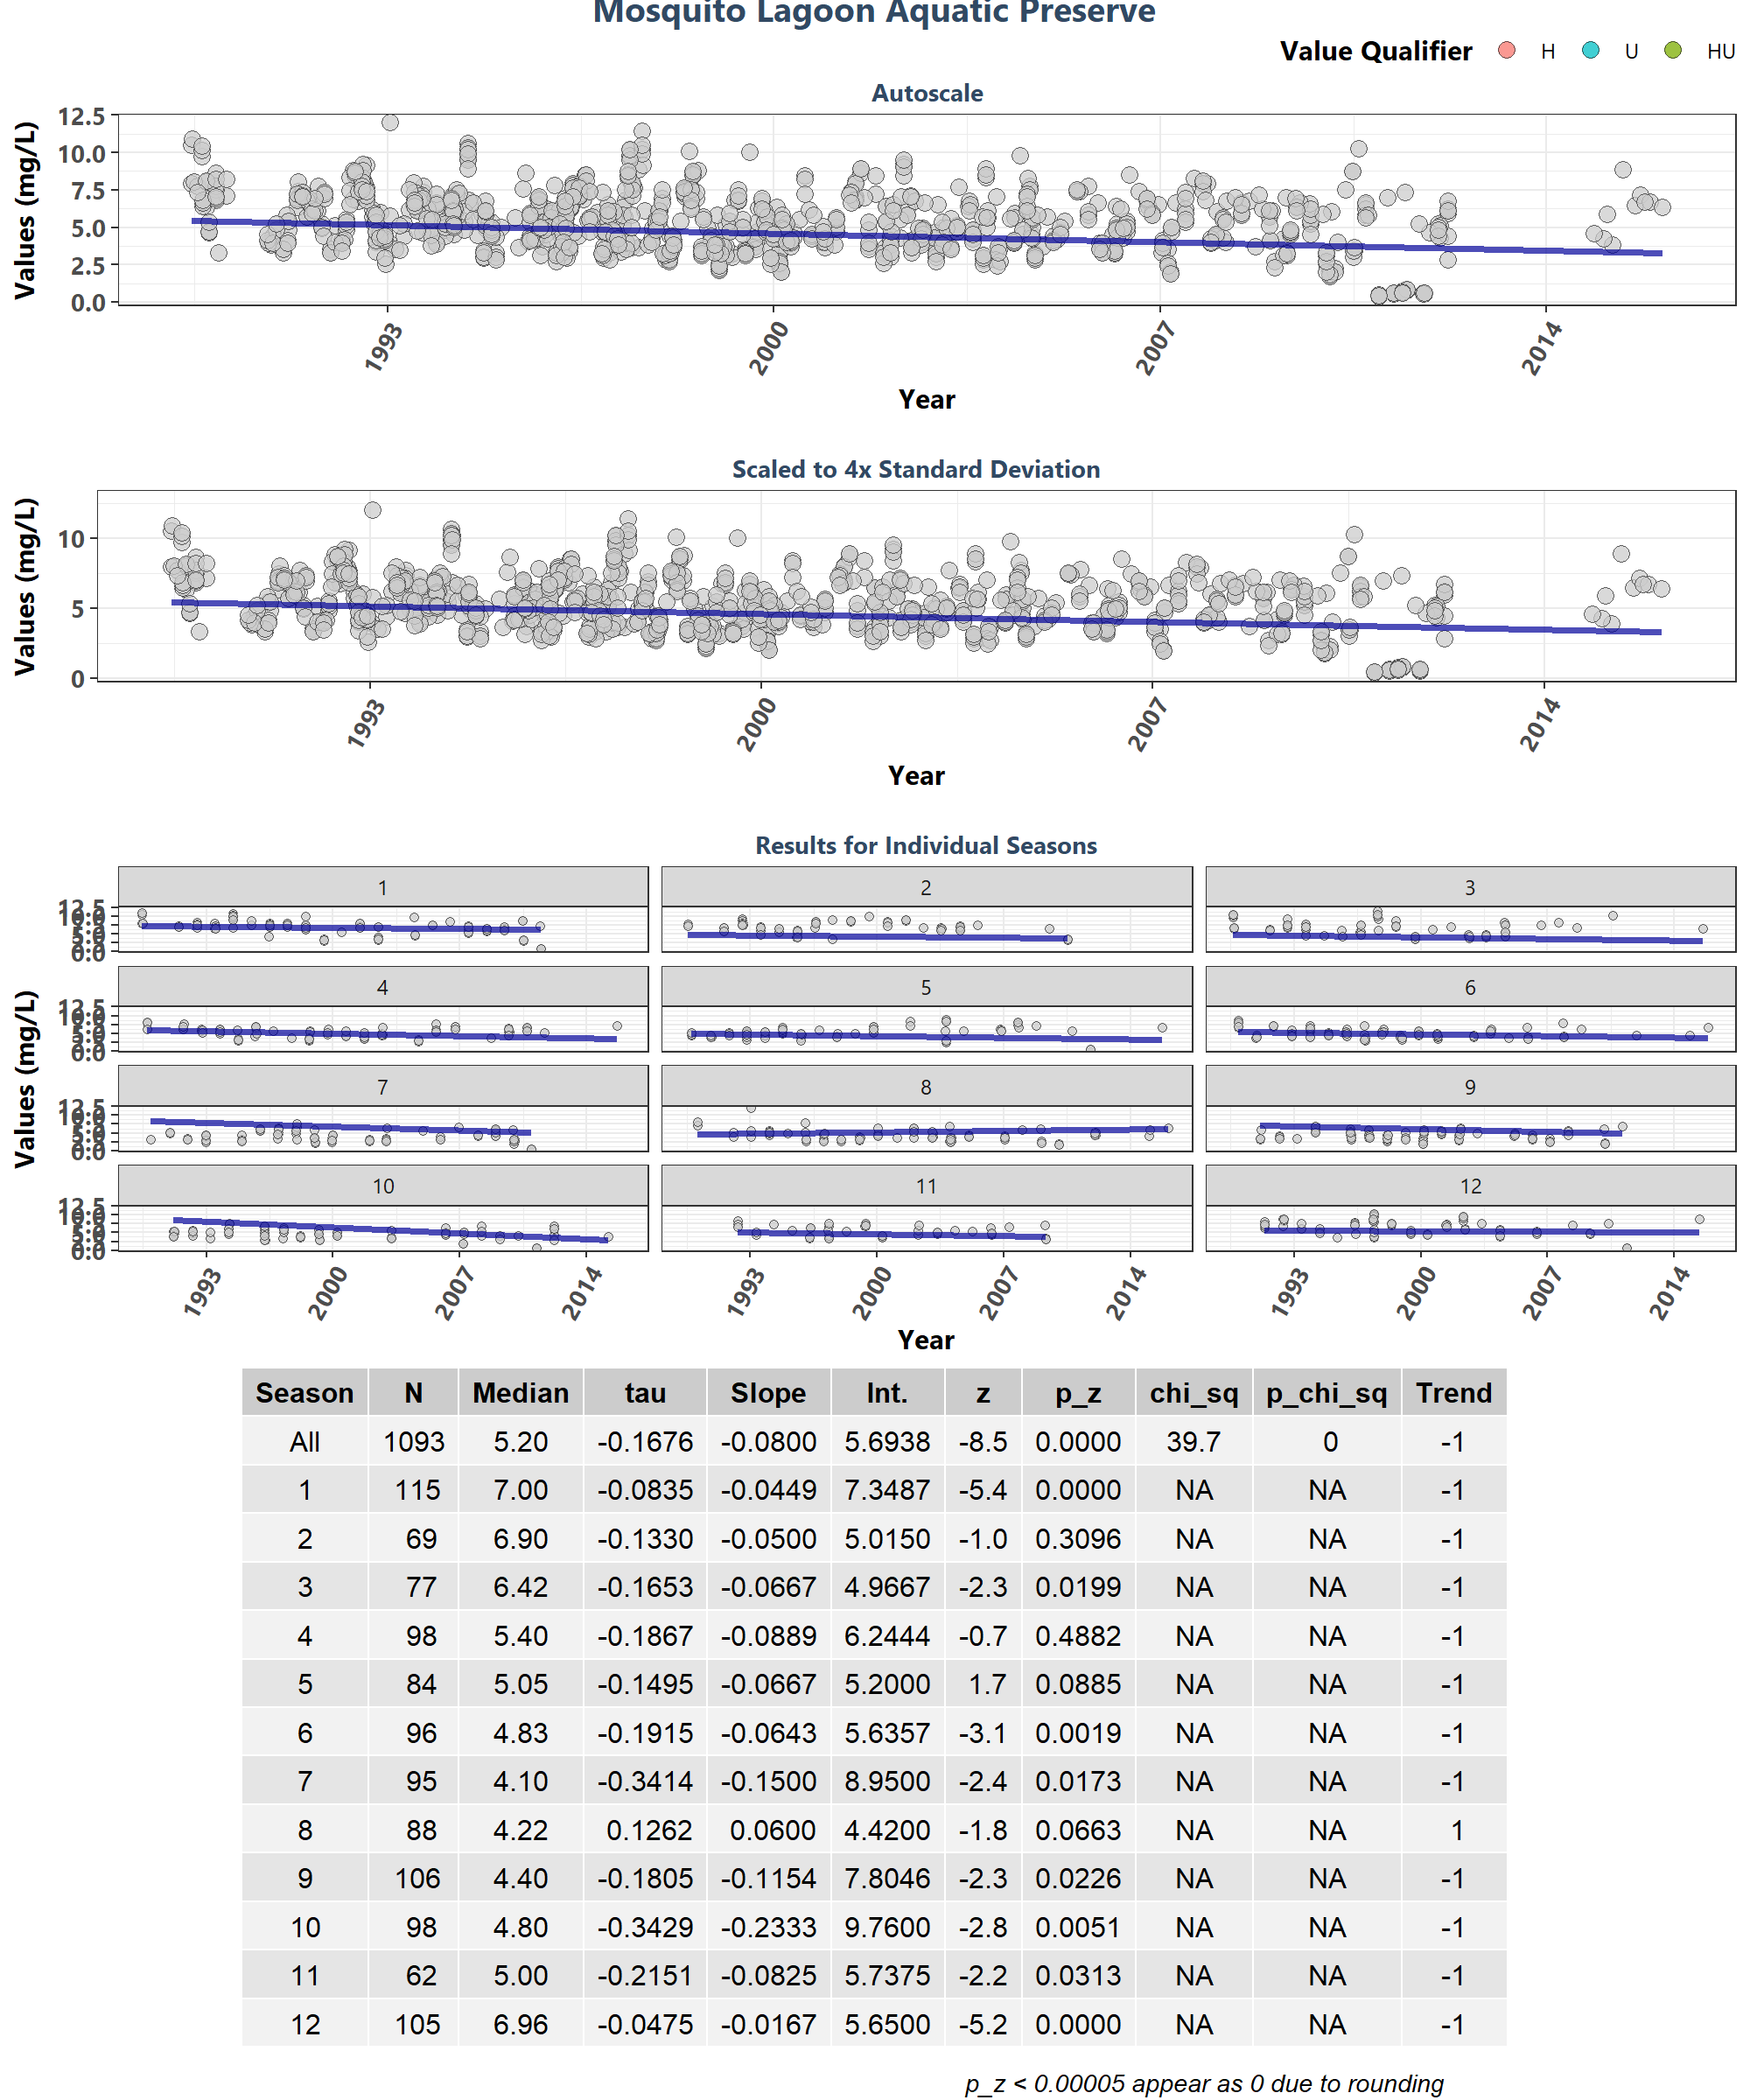 Mosquito Lagoon Aquatic Preserve
Value Qualifier H U HU
Autoscale
Values (mg/L)
12.5
10.0
7.5
5.0
2.5
0.0
1993 2000 2007 2014
Year
Scaled to 4x Standard Deviation
Values (mg/L)
10
5
0
1993 2000 2007 2014
Year
Results for Individual Seasons
Values (mg/L)
1 2 3
12.5
0.0
4 5 6
12.5
0.0
7 8 9
12.5
0.0
10 11 12
12.5
0.0
1993 2000 2007 2014 1993 2000 2007 2014 1993 2000 2007 2014
Year
Season N Median tau Slope Int. z p_z chi_sq p_chi_sq Trend
All 1093 5.20 -0.1676 -0.0800 5.6938 -8.5 0.0000 39.7 0 -1
1 115 7.00 -0.0835 -0.0449 7.3487 -5.4 0.0000 NA NA -1
2 69 6.90 -0.1330 -0.0500 5.0150 -1.0 0.3096 NA NA -1
3 77 6.42 -0.1653 -0.0667 4.9667 -2.3 0.0199 NA NA -1
4 98 5.40 -0.1867 -0.0889 6.2444 -0.7 0.4882 NA NA -1
5 84 5.05 -0.1495 -0.0667 5.2000 1.7 0.0885 NA NA -1
6 96 4.83 -0.1915 -0.0643 5.6357 -3.1 0.0019 NA NA -1
7 95 4.10 -0.3414 -0.1500 8.9500 -2.4 0.0173 NA NA -1
8 88 4.22 0.1262 0.0600 4.4200 -1.8 0.0663 NA NA 1
9 106 4.40 -0.1805 -0.1154 7.8046 -2.3 0.0226 NA NA -1
10 98 4.80 -0.3429 -0.2333 9.7600 -2.8 0.0051 NA NA -1
11 62 5.00 -0.2151 -0.0825 5.7375 -2.2 0.0313 NA NA -1
12 105 6.96 -0.0475 -0.0167 5.6500 -5.2 0.0000 NA NA -1
p_z < 0.00005 appear as 0 due to rounding